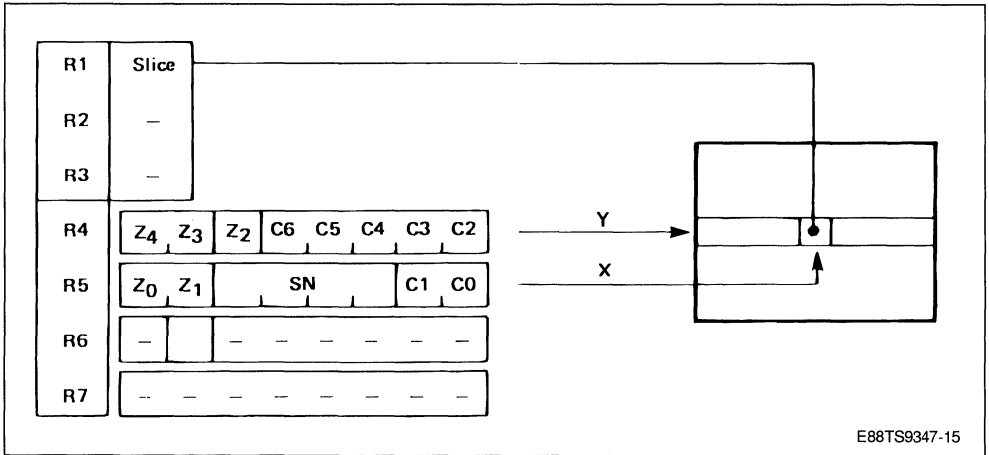 R1 Slice
R2 –
R3 –
R4 Z4 Z3 Z2 C6 C5 C4 C3 C2
Y
R5 Z0 Z1 SN C1 C0
X
R6 – – – – – – –
R7 – – – – – – – –
E88TS9347-15